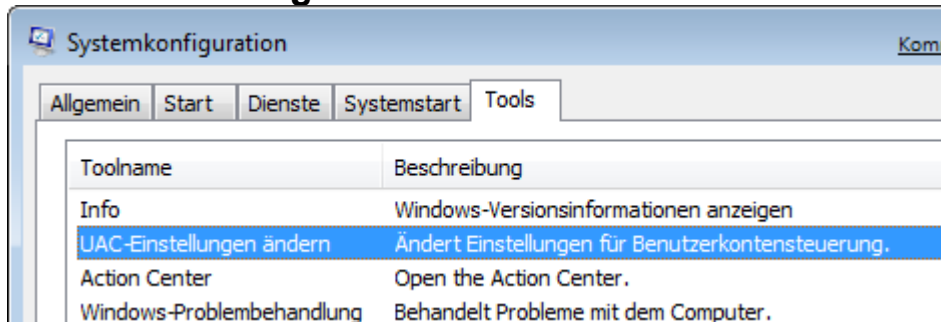 Systemkonfiguration
Allgemein Start Dienste Systemstart Tools
Toolname Beschreibung
Info Windows-Versionsinformationen anzeigen
UAC-Einstellungen ändern Ändert Einstellungen für Benutzerkontensteuerung.
Action Center Open the Action Center.
Windows-Problembehandlung Behandelt Probleme mit dem Computer.